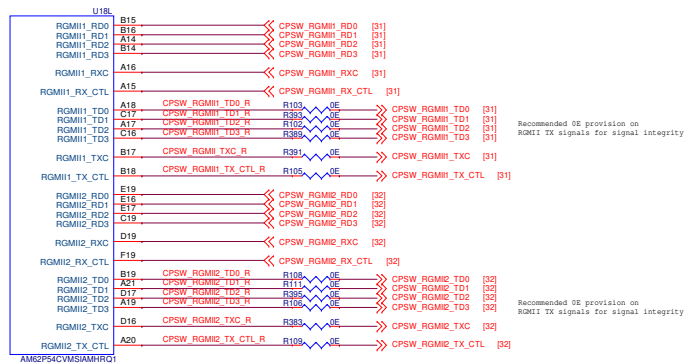 U18L
RGMII1_RD0 B15 CPSW_RGMII1_RD0 [31]
RGMII1_RD1 B16 CPSW_RGMII1_RD1 [31]
RGMII1_RD2 A14 CPSW_RGMII1_RD2 [31]
RGMII1_RD3 B14 CPSW_RGMII1_RD3 [31]
RGMII1_RXC A16 CPSW_RGMII1_RXC [31]
RGMII1_RX_CTL A15 CPSW_RGMII1_RX_CTL [31]
RGMII1_TD0 A18 CPSW_RGMII1_TD0_R R103 0E CPSW_RGMII1_TD0 [31]
RGMII1_TD1 C17 CPSW_RGMII1_TD1_R R393 0E CPSW_RGMII1_TD1 [31]
RGMII1_TD2 A17 CPSW_RGMII1_TD2_R R102 0E CPSW_RGMII1_TD2 [31]
RGMII1_TD3 C16 CPSW_RGMII1_TD3_R R389 0E CPSW_RGMII1_TD3 [31]
Recommended 0E provision on
RGMII TX signals for signal integrity
RGMII1_TXC B17 CPSW_RGMII_TXC_R R391 0E CPSW_RGMII1_TXC [31]
RGMII1_TX_CTL B18 CPSW_RGMII1_TX_CTL_R R105 0E CPSW_RGMII1_TX_CTL [31]
RGMII2_RD0 E19 CPSW_RGMII2_RD0 [32]
RGMII2_RD1 E16 CPSW_RGMII2_RD1 [32]
RGMII2_RD2 E17 CPSW_RGMII2_RD2 [32]
RGMII2_RD3 C19 CPSW_RGMII2_RD3 [32]
RGMII2_RXC D19 CPSW_RGMII2_RXC [32]
RGMII2_RX_CTL F19 CPSW_RGMII2_RX_CTL [32]
RGMII2_TD0 B19 CPSW_RGMII2_TD0_R R108 0E CPSW_RGMII2_TD0 [32]
RGMII2_TD1 A21 CPSW_RGMII2_TD1_R R111 0E CPSW_RGMII2_TD1 [32]
RGMII2_TD2 D17 CPSW_RGMII2_TD2_R R395 0E CPSW_RGMII2_TD2 [32]
RGMII2_TD3 A19 CPSW_RGMII2_TD3_R R106 0E CPSW_RGMII2_TD3 [32]
Recommended 0E provision on
RGMII TX signals for signal integrity
RGMII2_TXC D16 CPSW_RGMII2_TXC_R R383 0E CPSW_RGMII2_TXC [32]
RGMII2_TX_CTL A20 CPSW_RGMII2_TX_CTL_R R109 0E CPSW_RGMII2_TX_CTL [32]
AM62P54CVMSIAMHRQ1